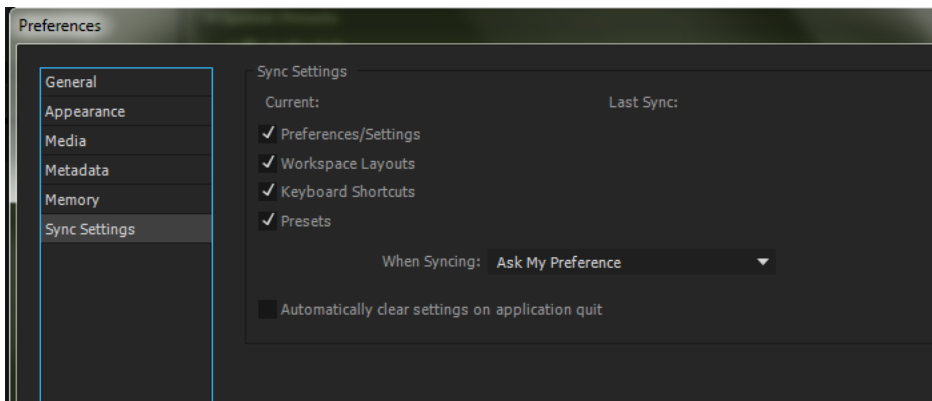 Preferences
General
Appearance
Media
Metadata
Memory
Sync Settings
Sync Settings
Current: Last Sync:
Preferences/Settings
Workspace Layouts
Keyboard Shortcuts
Presets
When Syncing: Ask My Preference
Automatically clear settings on application quit